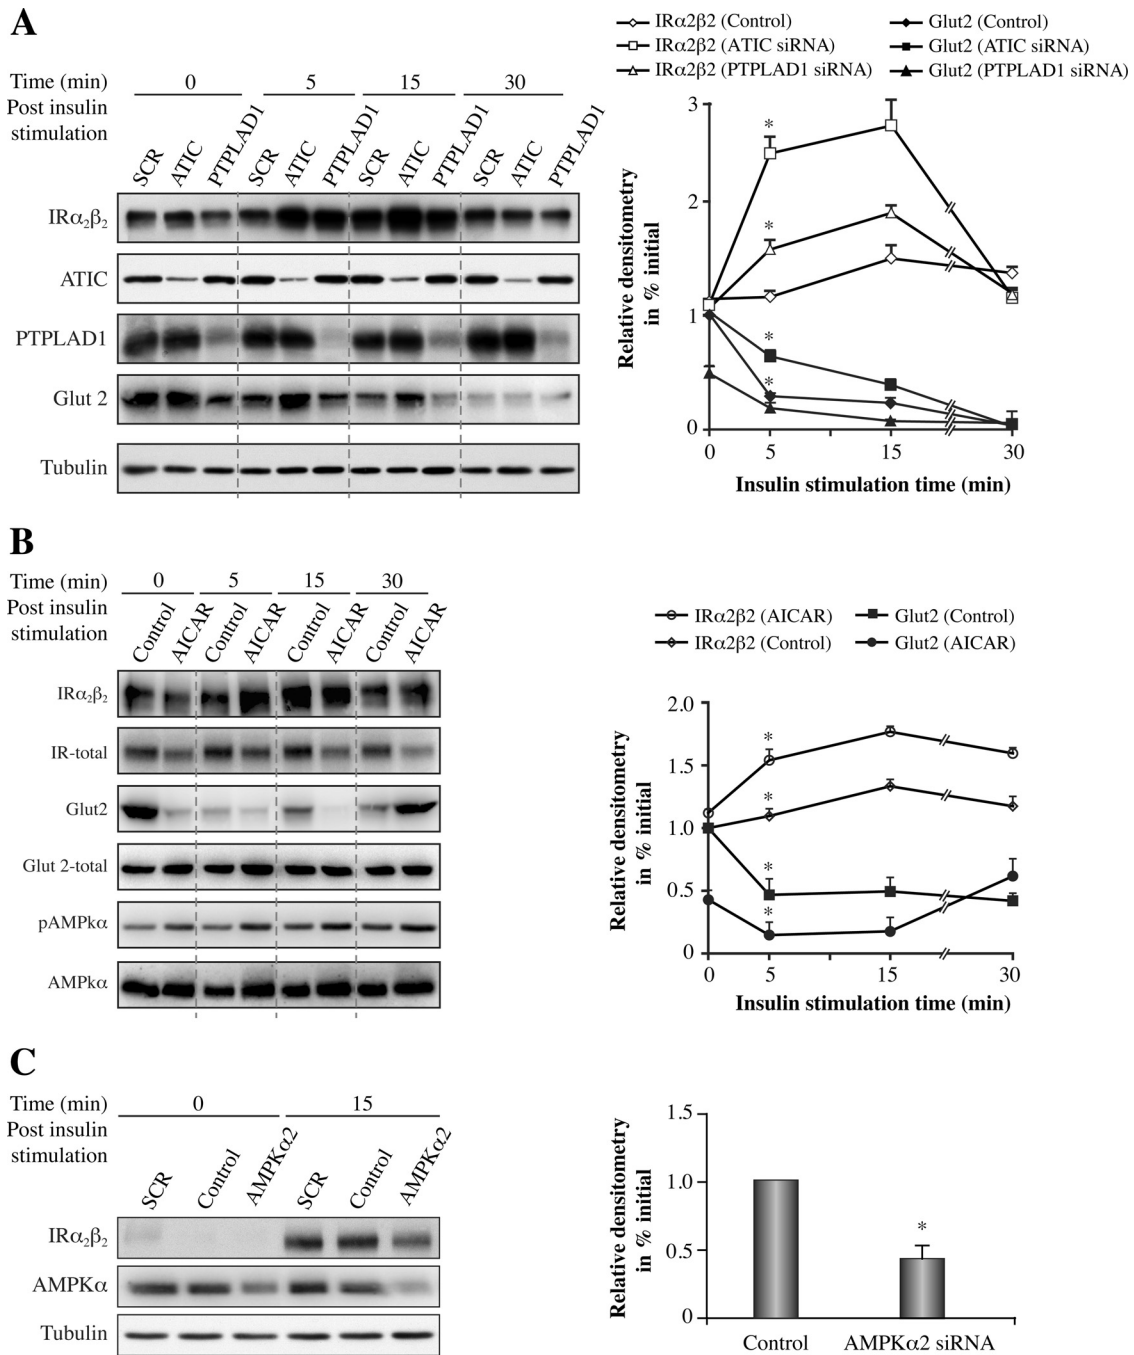 A
Time (min) 0 5 15 30
Post insulin
stimulation
SCR ATIC PTPLAD1 SCR ATIC PTPLAD1 SCR ATIC PTPLAD1 SCR ATIC PTPLAD1
IRα₂β₂
ATIC
PTPLAD1
Glut 2
Tubulin
IRα2β2 (Control) Glut2 (Control)
IRα2β2 (ATIC siRNA) Glut2 (ATIC siRNA)
IRα2β2 (PTPLAD1 siRNA) Glut2 (PTPLAD1 siRNA)
Relative densitometry
in % initial
3
2
1
0
* * * *
0 5 15 30
Insulin stimulation time (min)
B
Time (min) 0 5 15 30
Post insulin
stimulation
Control AICAR Control AICAR Control AICAR Control AICAR
IRα₂β₂
IR-total
Glut2
Glut 2-total
pAMPkα
AMPkα
IRα2β2 (AICAR) Glut2 (Control)
IRα2β2 (Control) Glut2 (AICAR)
Relative densitometry
in % initial
2.0
1.5
1.0
0.5
0
* * * *
0 5 15 30
Insulin stimulation time (min)
C
Time (min) 0 15
Post insulin
stimulation
SCR Control AMPKα2 SCR Control AMPKα2
IRα₂β₂
AMPKα
Tubulin
Relative densitometry
in % initial
1.5
1.0
0.5
0
*
Control AMPKα2 siRNA